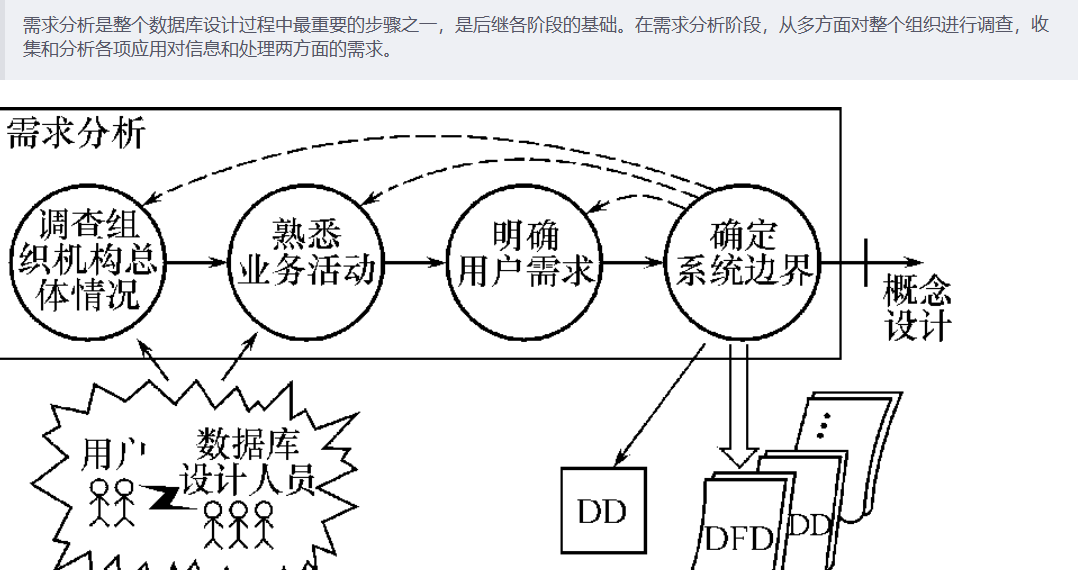 需求分析是整个数据库设计过程中最重要的步骤之一，是后继各阶段的基础。在需求分析阶段，从多方面对整个组织进行调查，收
集和分析各项应用对信息和处理两方面的需求。
需求分析
调查组
织机构总
体情况
熟悉
业务活动
明确
用户需求
确定
系统边界
概念
设计
用户
数据库
设计人员
DD
DFD
DD